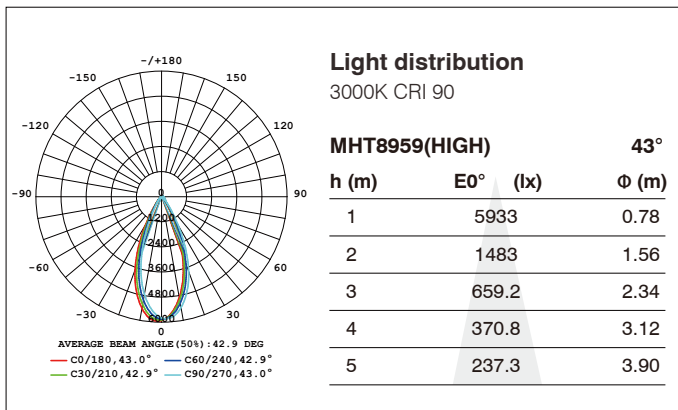 -/+180
-150 150
-120 120
-90 90
-60 60
-30 30
0
0
1200
2400
3600
4800
6000
AVERAGE BEAM ANGLE(50%):42.9 DEG
C0/180,43.0° C60/240,42.9°
C30/210,42.9° C90/270,43.0°
Light distribution
3000K CRI 90
MHT8959(HIGH) 43°
h (m) E0° (lx) Φ (m)
1 5933 0.78
2 1483 1.56
3 659.2 2.34
4 370.8 3.12
5 237.3 3.90